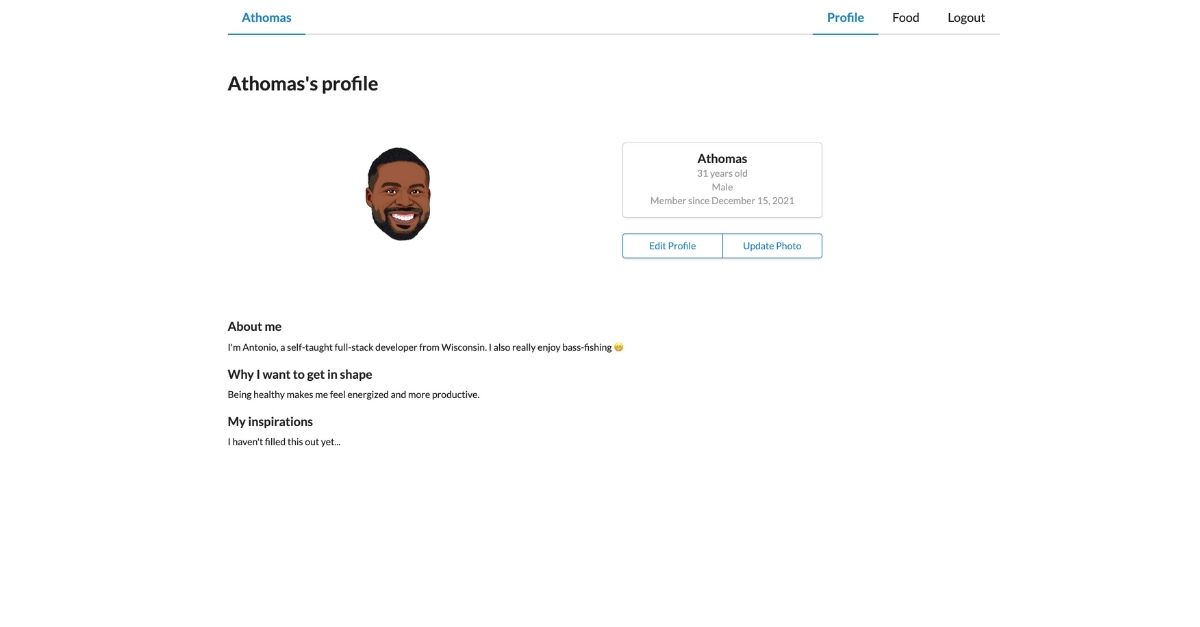 Athomas Profile Food Logout
Athomas's profile
Athomas
31 years old
Male
Member since December 15, 2021
Edit Profile Update Photo
About me
I'm Antonio, a self-taught full-stack developer from Wisconsin. I also really enjoy bass-fishing 😄
Why I want to get in shape
Being healthy makes me feel energized and more productive.
My inspirations
I haven't filled this out yet...